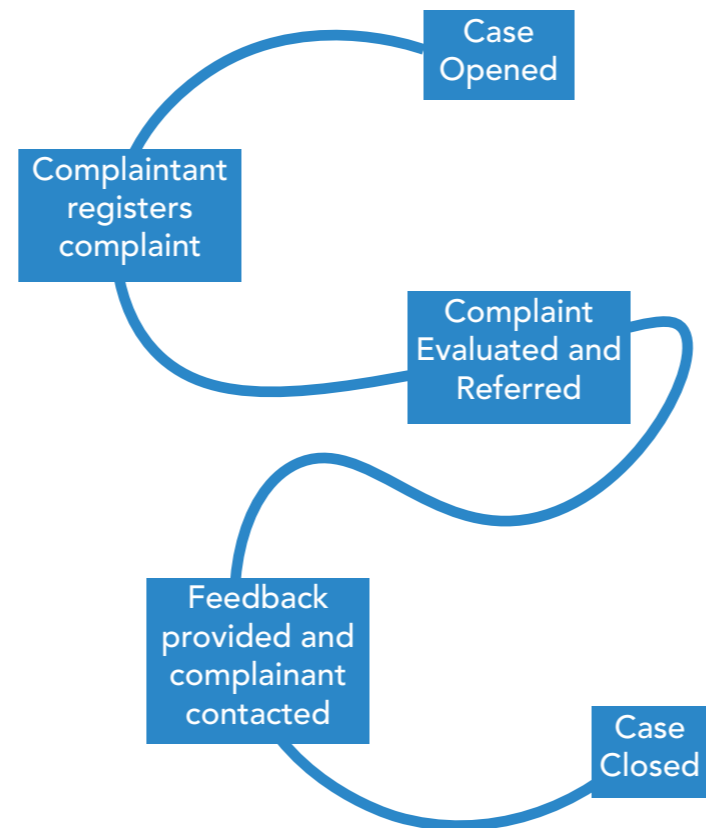 Case
Opened
Complaintant
registers
complaint
Complaint
Evaluated and
Referred
Feedback
provided and
complainant
contacted
Case
Closed